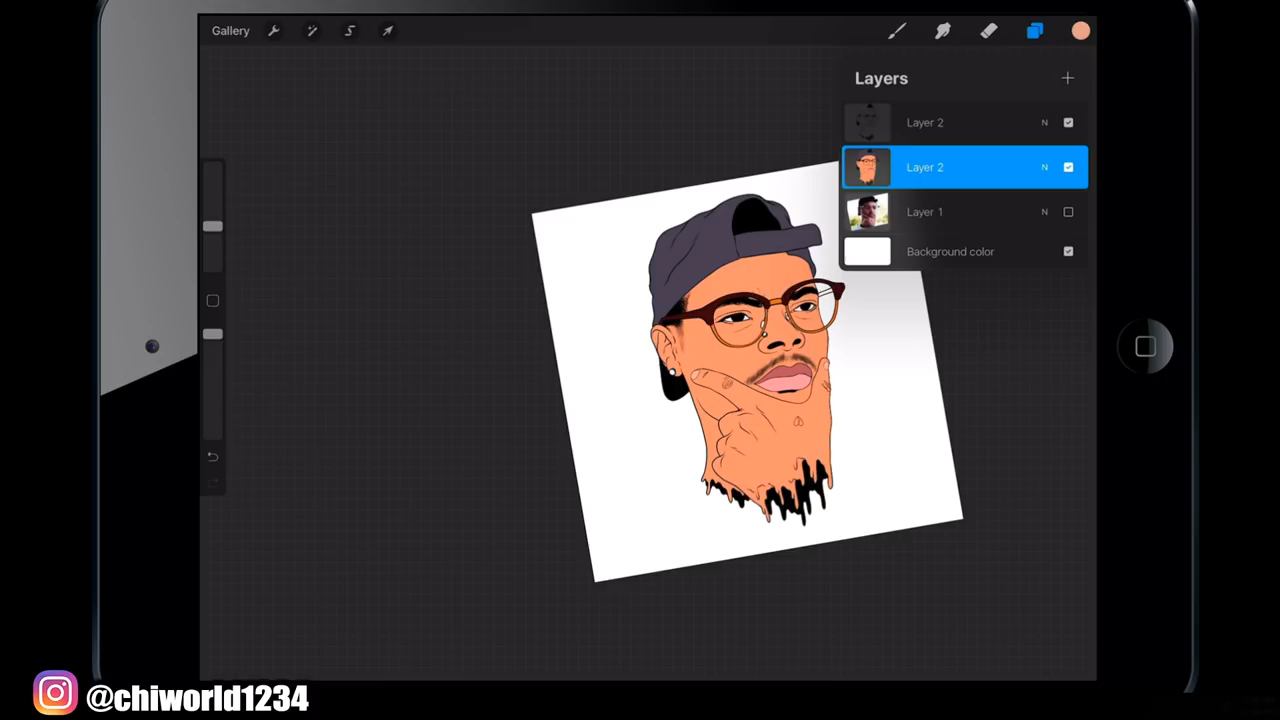 Gallery
Layers
Layer 2 N
Layer 2 N
Layer 1 N
Background color
@chiworld1234